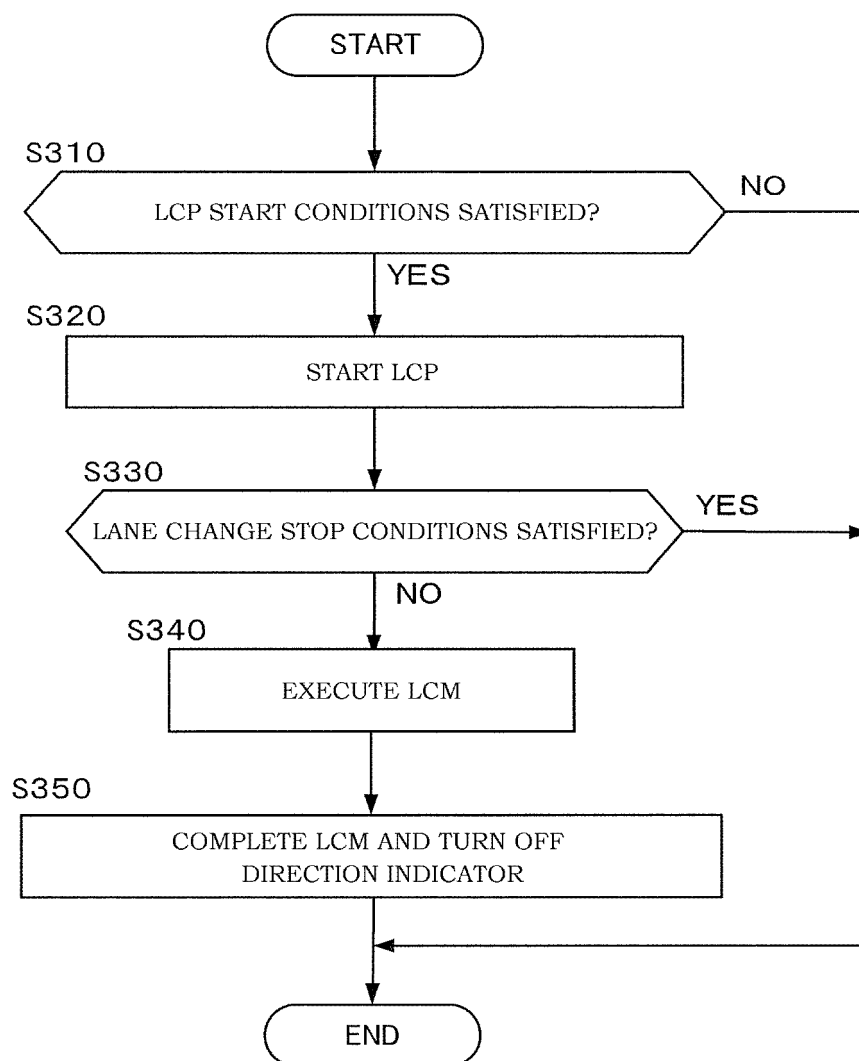 START
S310
LCP START CONDITIONS SATISFIED?
NO
YES
S320
START LCP
S330
LANE CHANGE STOP CONDITIONS SATISFIED?
YES
NO
S340
EXECUTE LCM
S350
COMPLETE LCM AND TURN OFF
DIRECTION INDICATOR
END